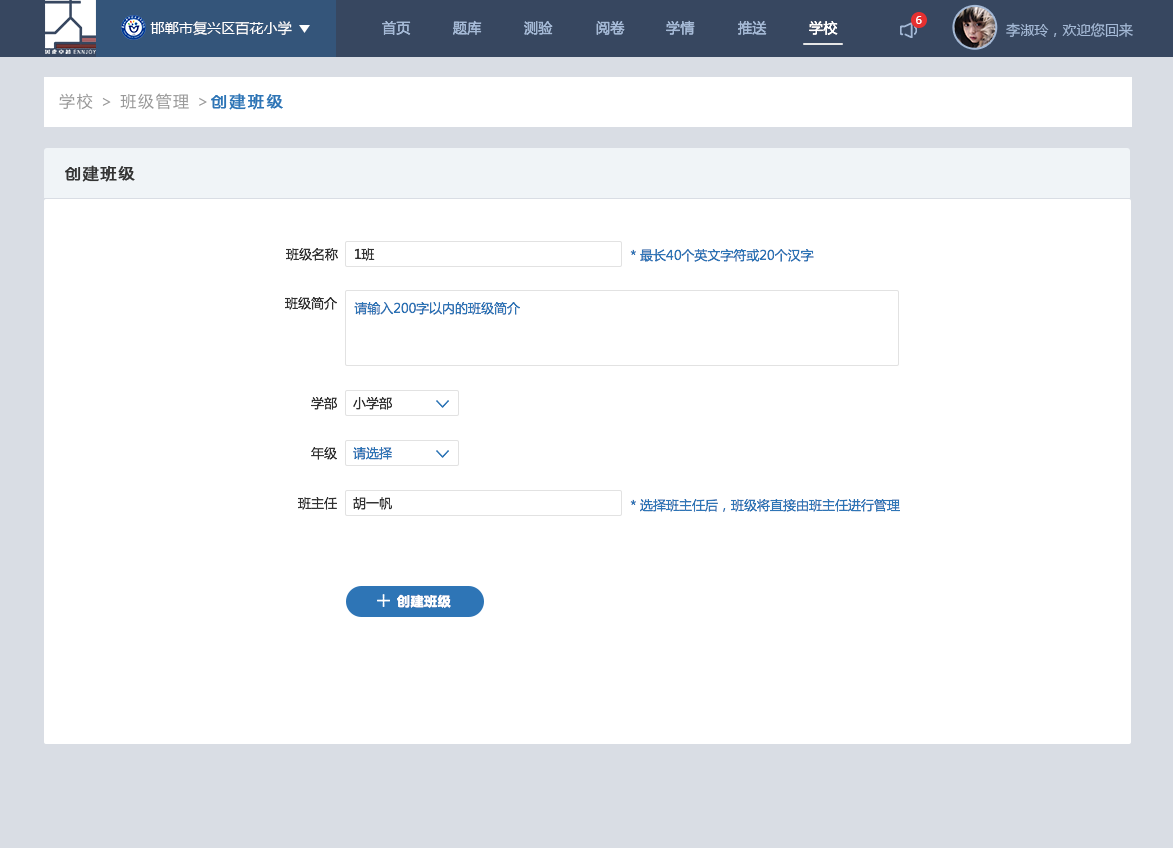 邯郸市复兴区百花小学 首页 题库 测验 阅卷 学情 推送 学校 6 李淑玲，欢迎您回来
学校 > 班级管理 >创建班级
创建班级
班级名称 1班 * 最长40个英文字符或20个汉字
班级简介 请输入200字以内的班级简介
学部 小学部
年级 请选择
班主任 胡一帆 * 选择班主任后，班级将直接由班主任进行管理
创建班级